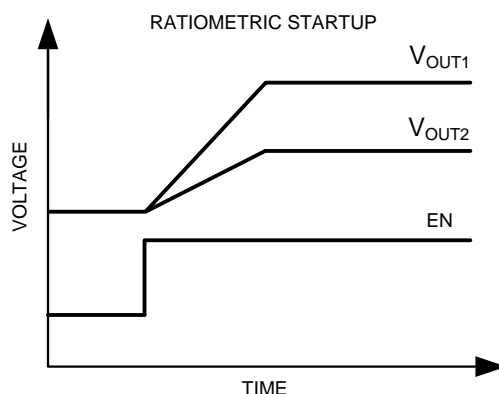 RATIOMETRIC STARTUP
VOUT1
VOUT2
VOLTAGE
EN
TIME